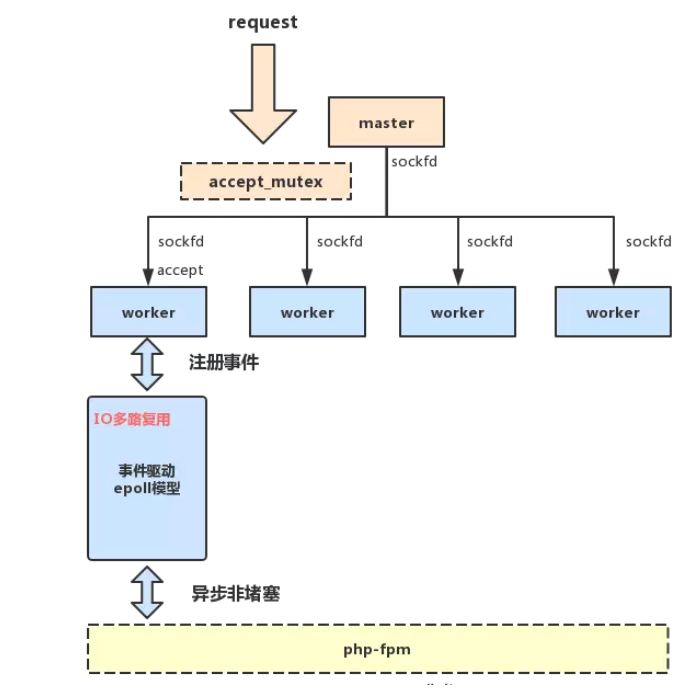 request
master
sockfd
accept_mutex
sockfd
sockfd
sockfd
sockfd
accept
worker
worker
worker
worker
注册事件
IO多路复用
事件驱动
epoll模型
异步非堵塞
php-fpm